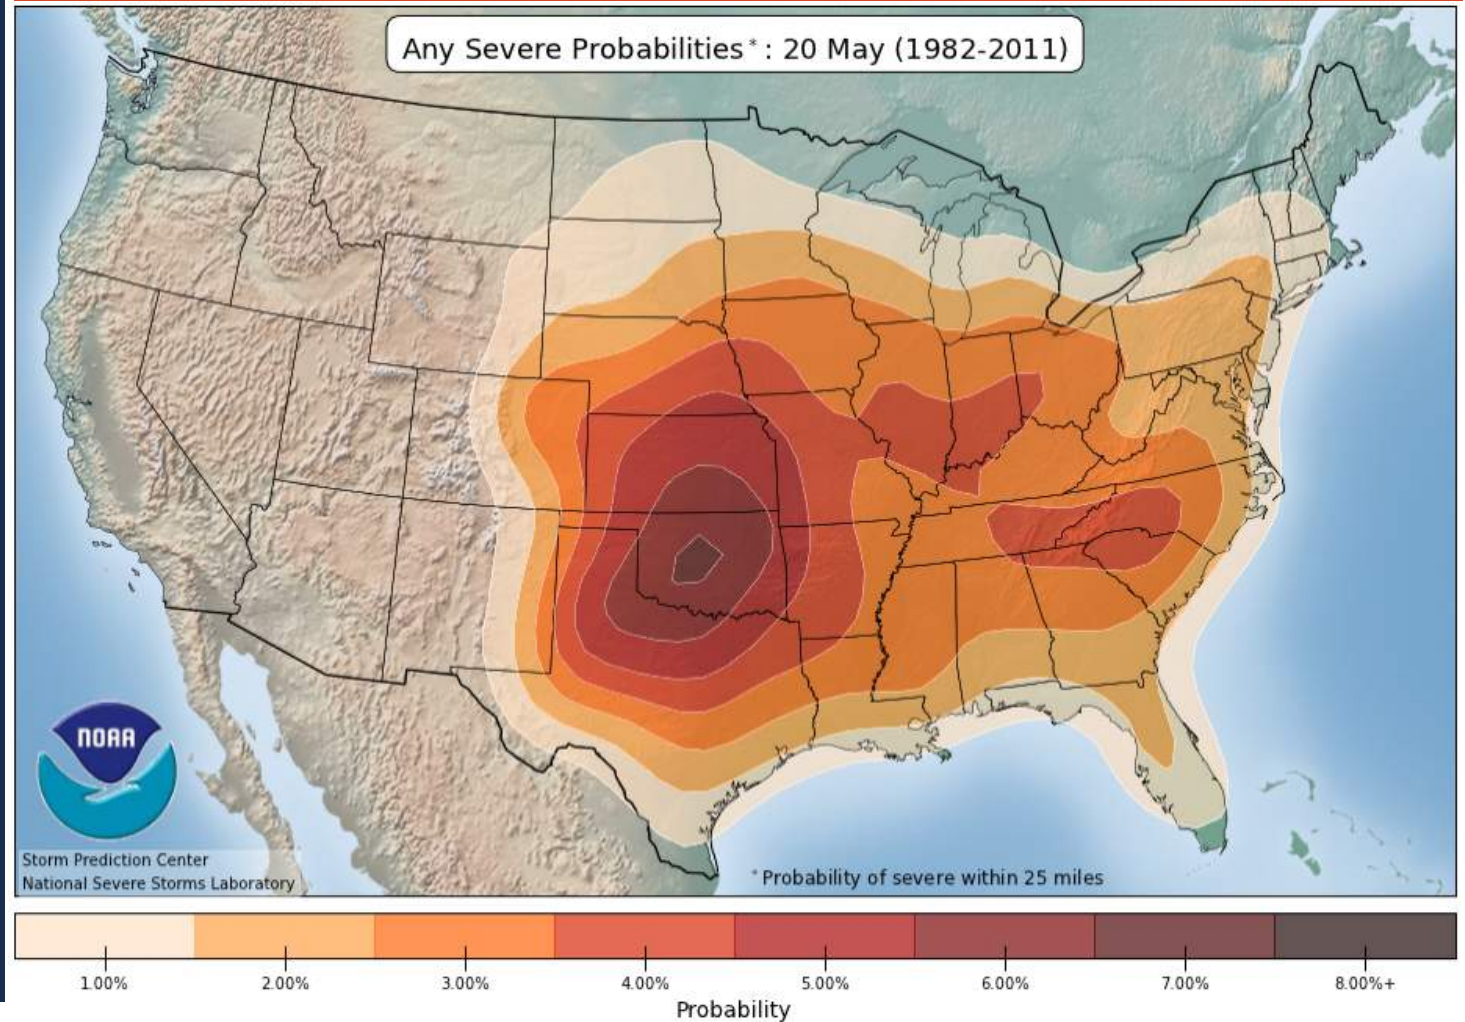 Any Severe Probabilities*: 20 May (1982-2011)
NOAA
Storm Prediction Center
National Severe Storms Laboratory
*Probability of severe within 25 miles
1.00% 2.00% 3.00% 4.00% 5.00% 6.00% 7.00% 8.00%+
Probability